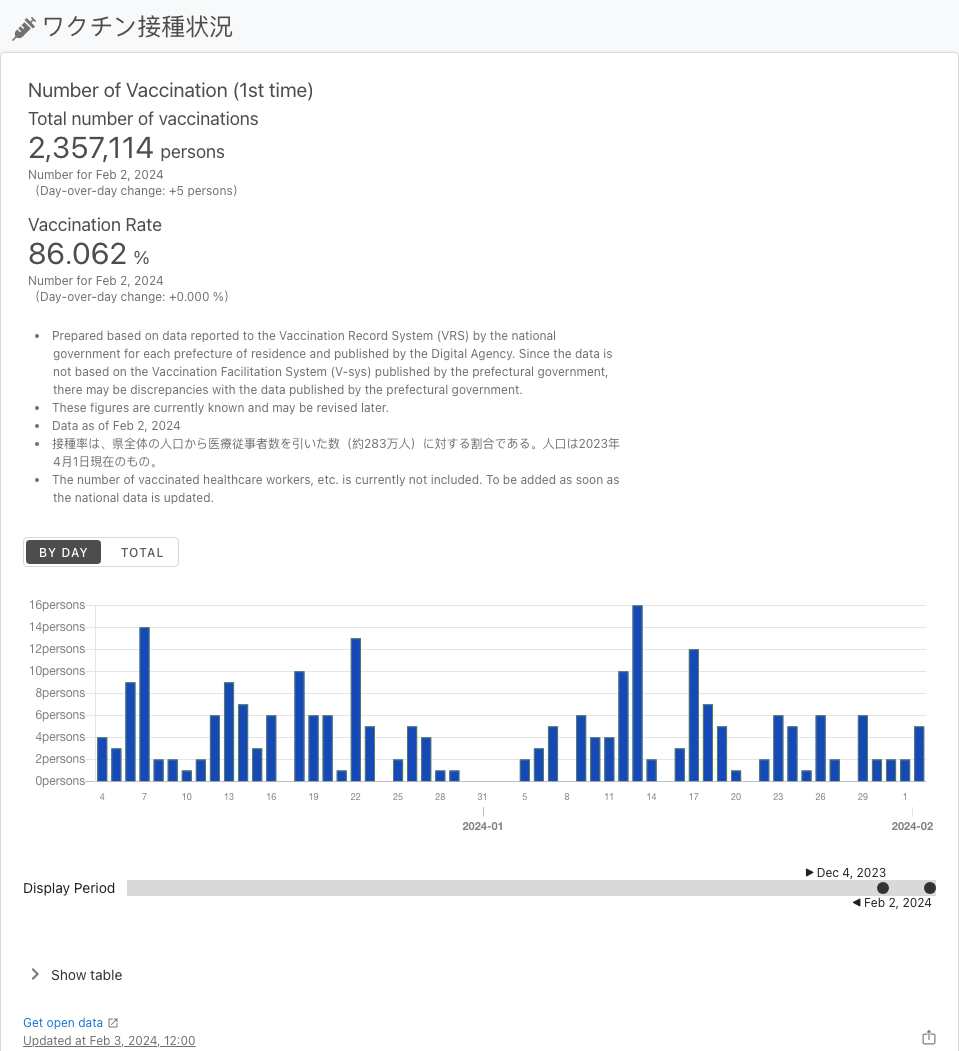 ワクチン接種状況
Number of Vaccination (1st time)
Total number of vaccinations
2,357,114 persons
Number for Feb 2, 2024
(Day-over-day change: +5 persons)
Vaccination Rate
86.062 %
Number for Feb 2, 2024
(Day-over-day change: +0.000 %)
• Prepared based on data reported to the Vaccination Record System (VRS) by the national
government for each prefecture of residence and published by the Digital Agency. Since the data is
not based on the Vaccination Facilitation System (V-sys) published by the prefectural government,
there may be discrepancies with the data published by the prefectural government.
• These figures are currently known and may be revised later.
• Data as of Feb 2, 2024
• 接種率は、県全体の人口から医療従事者数を引いた数（約283万人）に対する割合である。人口は2023年
4月1日現在のもの。
• The number of vaccinated healthcare workers, etc. is currently not included. To be added as soon as
the national data is updated.
BY DAY TOTAL
16persons
14persons
12persons
10persons
8persons
6persons
4persons
2persons
0persons
4 7 10 13 16 19 22 25 28 31 5 8 11 14 17 20 23 26 29 1
2024-01 2024-02
Dec 4, 2023
Display Period
Feb 2, 2024
Show table
Get open data
Updated at Feb 3, 2024, 12:00